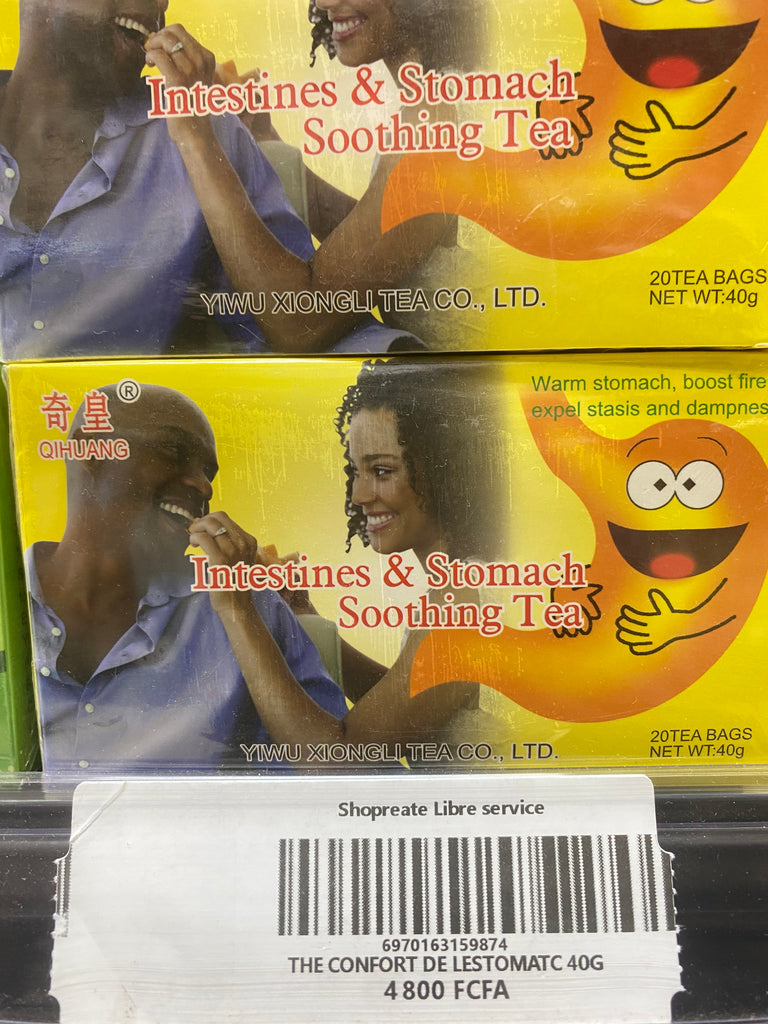 Intestines & Stomach
Soothing Tea
YIWU XIONGLI TEA CO., LTD.
20TEA BAGS
NET WT:40g
奇皇®
QIHUANG
Warm stomach, boost fire
expel stasis and dampnes
Intestines & Stomach
Soothing Tea
YIWU XIONGLI TEA CO., LTD.
20TEA BAGS
NET WT:40g
Shopreate Libre service
6970163159874
THE CONFORT DE LESTOMATC 40G
4 800 FCFA